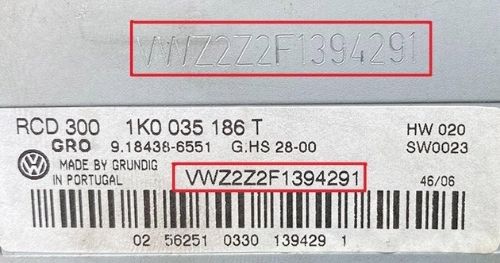 VWZ2Z2F1394291
RCD 300 1K0 035 186 T HW 020
GRO 9.18438-6551 G.HS 28-00 SW0023
MADE BY GRUNDIG
IN PORTUGAL VWZ2Z2F1394291 46/06
02 56251 0330 139429 1